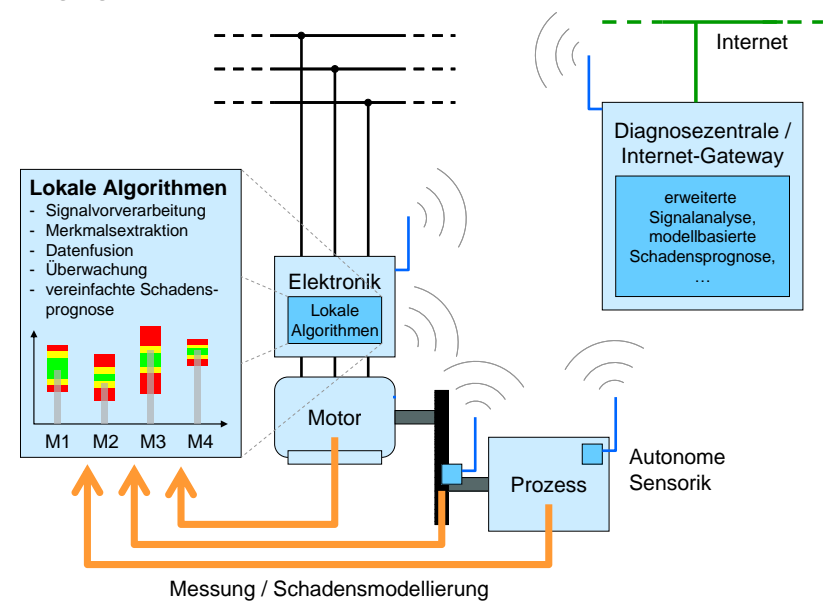 Internet
Diagnosezentrale /
Internet-Gateway
erweiterte
Signalanalyse,
modellbasierte
Schadensprognose,
…
Lokale Algorithmen
- Signalvorverarbeitung
- Merkmalsextraktion
- Datenfusion
- Überwachung
- vereinfachte Schadens-
prognose
M1 M2 M3 M4
Elektronik
Lokale
Algorithmen
Motor
Prozess
Autonome
Sensorik
Messung / Schadensmodellierung